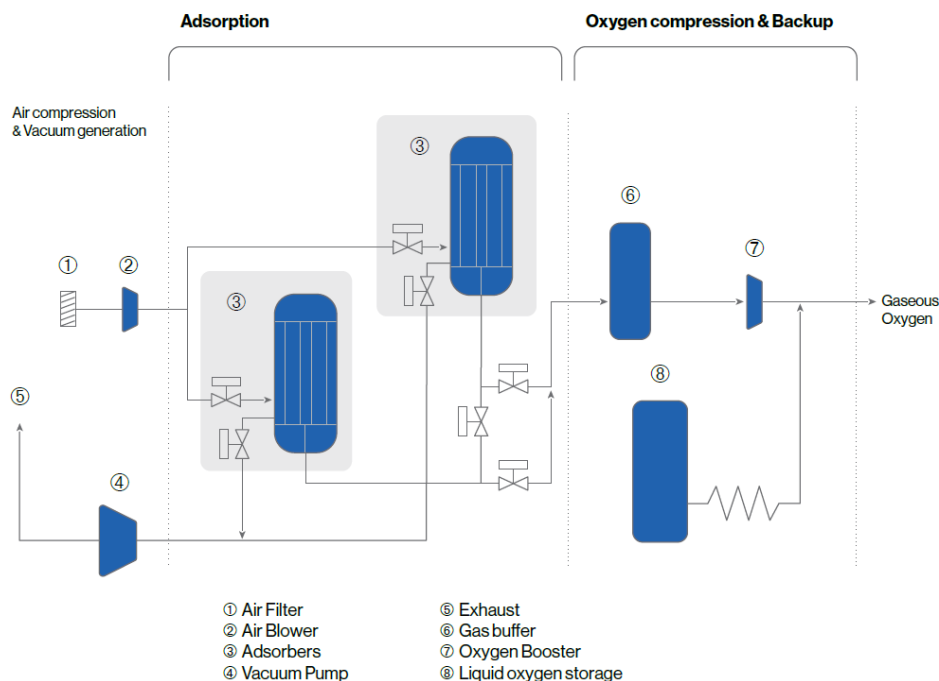 Adsorption
Oxygen compression & Backup
Air compression
& Vacuum generation
③
⑥
①
②
③
⑦
Gaseous
Oxygen
⑧
⑤
④
① Air Filter
② Air Blower
③ Adsorbers
④ Vacuum Pump
⑤ Exhaust
⑥ Gas buffer
⑦ Oxygen Booster
⑧ Liquid oxygen storage